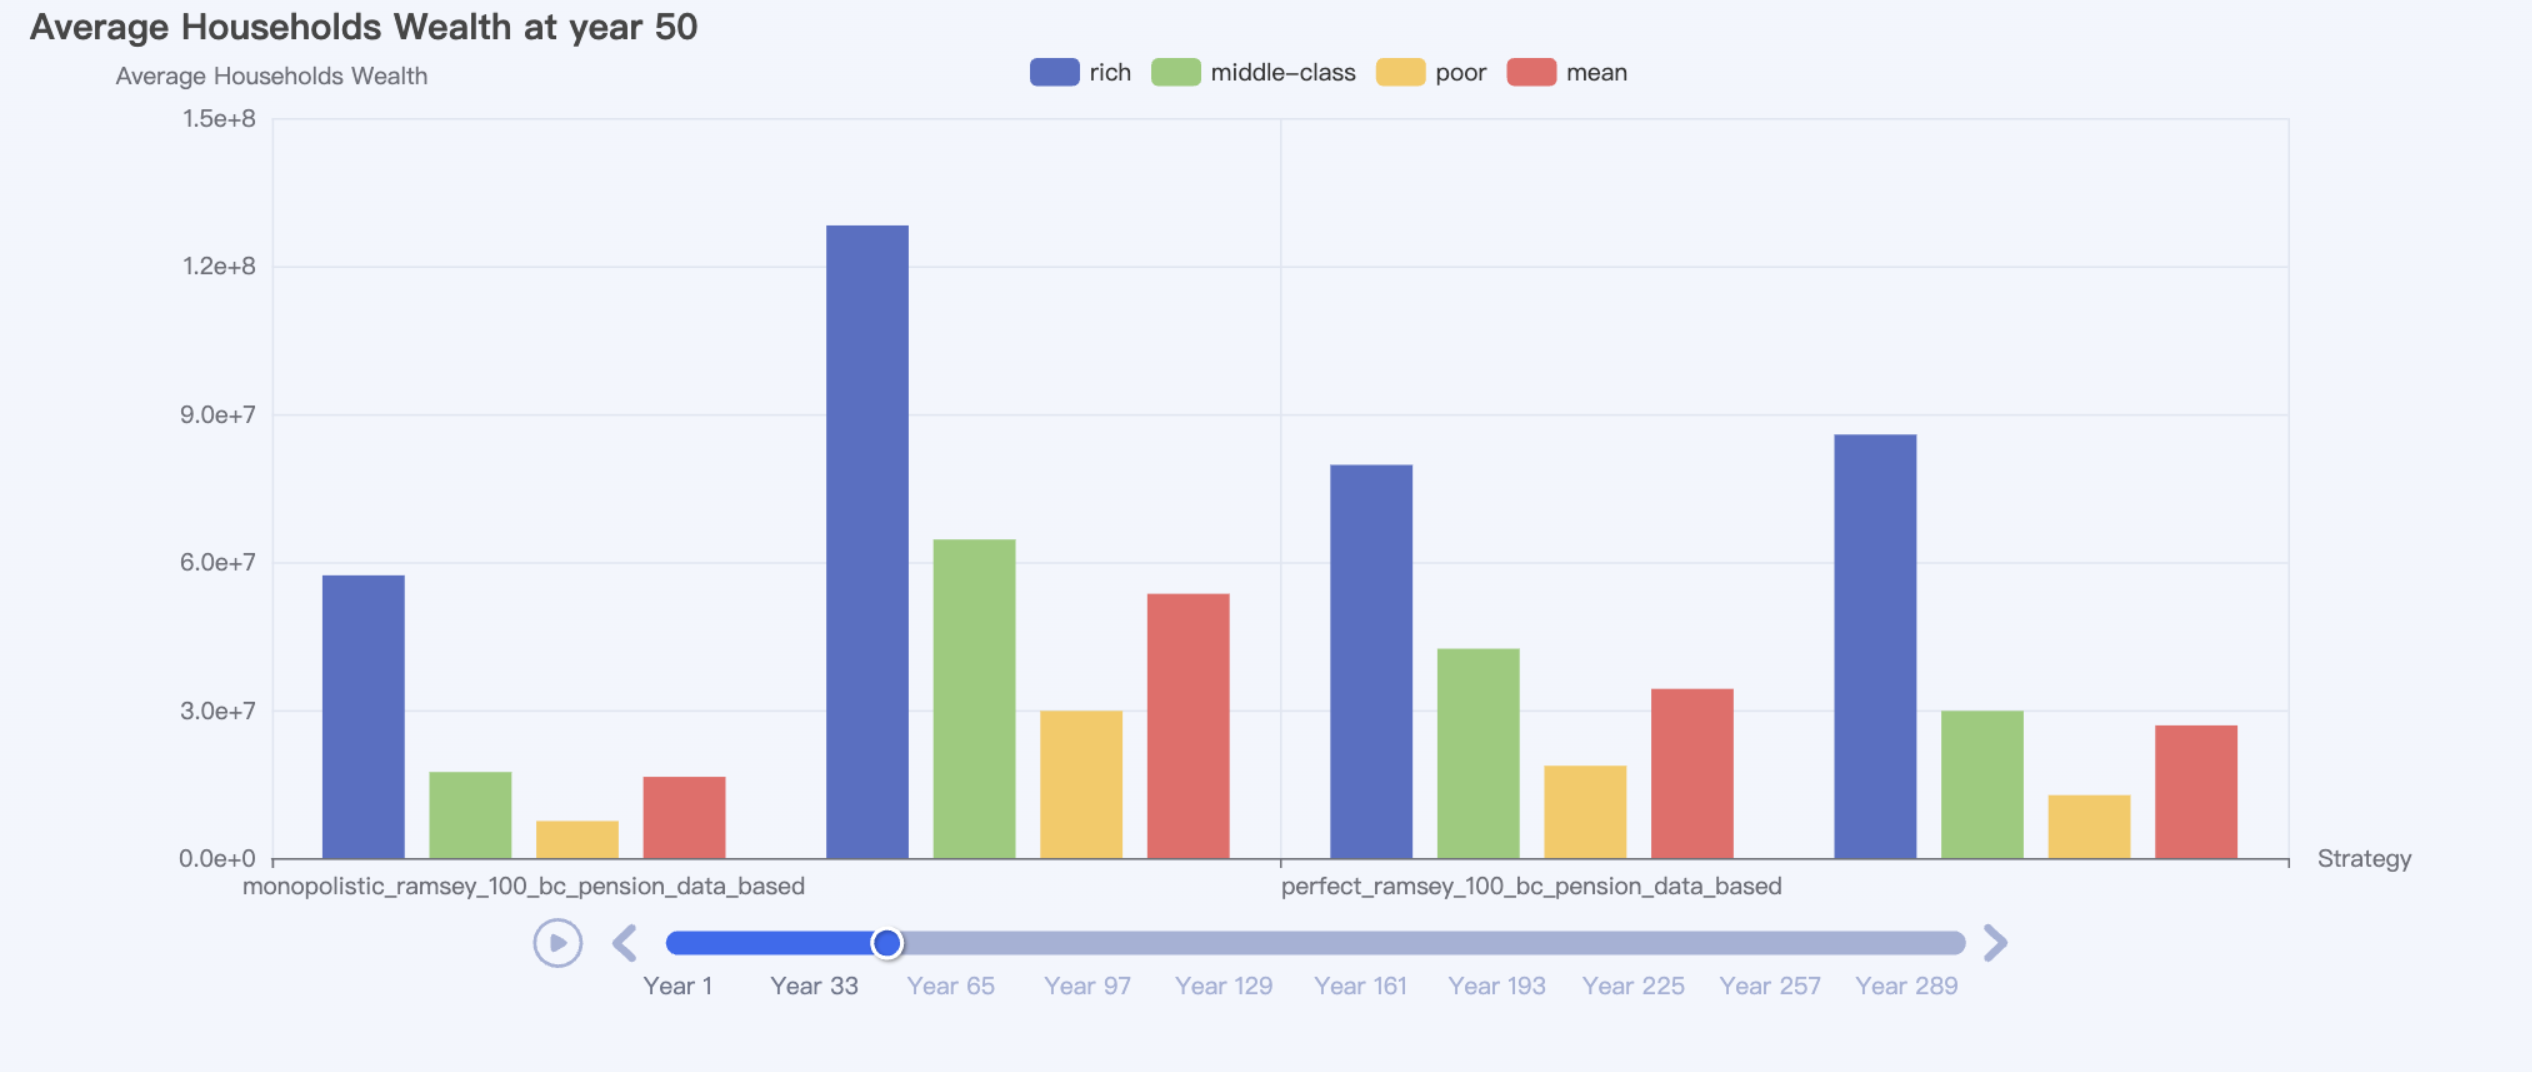 Average Households Wealth at year 50
Average Households Wealth
rich middle-class poor mean
1.5e+8
1.2e+8
9.0e+7
6.0e+7
3.0e+7
0.0e+0
Strategy
monopolistic_ramsey_100_bc_pension_data_based perfect_ramsey_100_bc_pension_data_based
Year 1 Year 33 Year 65 Year 97 Year 129 Year 161 Year 193 Year 225 Year 257 Year 289